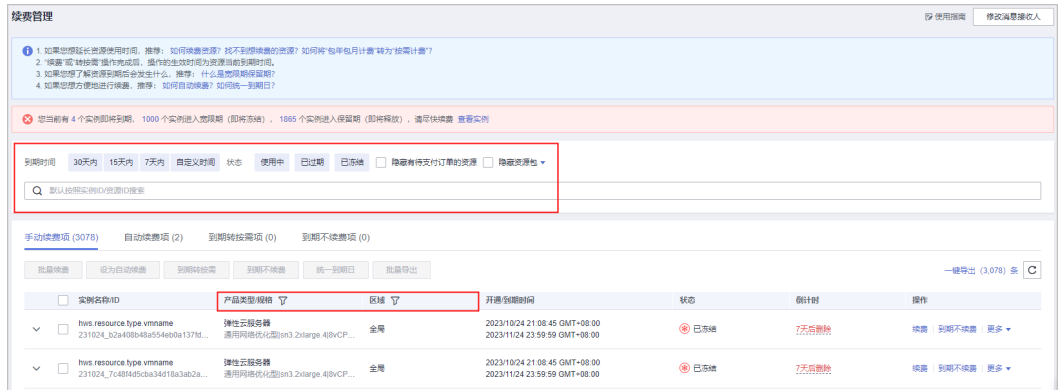 续费管理
使用指南 修改消息接收人
1. 如果您想延长资源使用时间，推荐： 如何续费资源？找不到想续费的资源？如何将“包年包月计费”转为“按需计费”？
2. “续费”或“转按需”操作完成后，操作的生效时间为资源当前到期时间。
3. 如果您想了解资源到期后会发生什么，推荐： 什么是宽限期保留期？
4. 如果您想方便地进行续费，推荐： 如何自动续费？如何统一到期日？
您当前有 4 个实例即将到期， 1000 个实例进入宽限期（即将冻结）， 1865 个实例进入保留期（即将释放），请尽快续费 查看实例
到期时间 30天内 15天内 7天内 自定义时间 状态 使用中 已过期 已冻结 隐藏有待支付订单的资源 隐藏资源包
默认按照实例ID/资源ID搜索
手动续费项 (3078) 自动续费项 (2) 到期转按需项 (0) 到期不续费项 (0)
批量续费 设为自动续费 到期转按需 到期不续费 统一到期日 批量导出 一键导出 (3,078) 条
实例名称/ID 产品类型/规格 区域 开通/到期时间 状态 倒计时 操作
hws.resource.type.vmname 弹性云服务器 2023/10/24 21:08:45 GMT+08:00
231024_b2a408b48a554eb0a137fd... 通用网络优化型|sn3.2xlarge.4|8vCP... 全局 2023/11/24 23:59:59 GMT+08:00 已冻结 7天后删除 续费 到期不续费 更多
hws.resource.type.vmname 弹性云服务器 2023/10/24 21:08:45 GMT+08:00
231024_7c48f4d5cba34d18a3ab2a... 通用网络优化型|sn3.2xlarge.4|8vCP... 全局 2023/11/24 23:59:59 GMT+08:00 已冻结 7天后删除 续费 到期不续费 更多